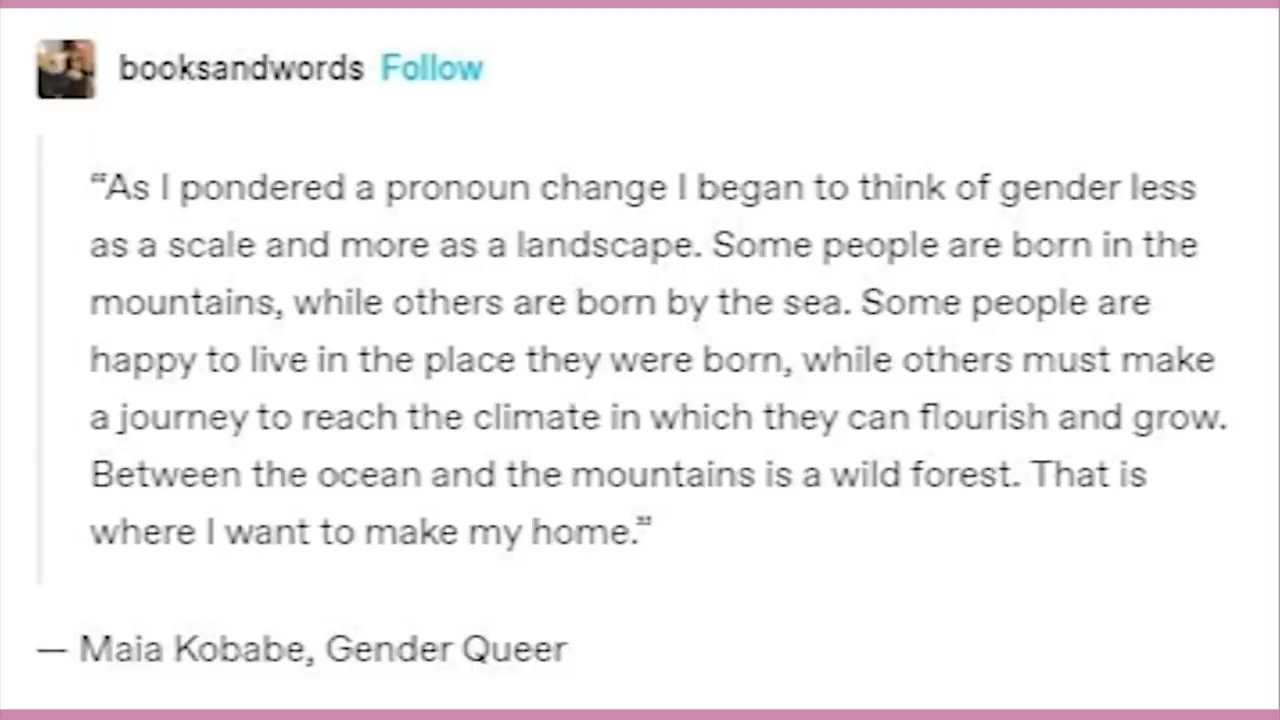 booksandwords Follow
“As I pondered a pronoun change I began to think of gender less
as a scale and more as a landscape. Some people are born in the
mountains, while others are born by the sea. Some people are
happy to live in the place they were born, while others must make
a journey to reach the climate in which they can flourish and grow.
Between the ocean and the mountains is a wild forest. That is
where I want to make my home.”
— Maia Kobabe, Gender Queer